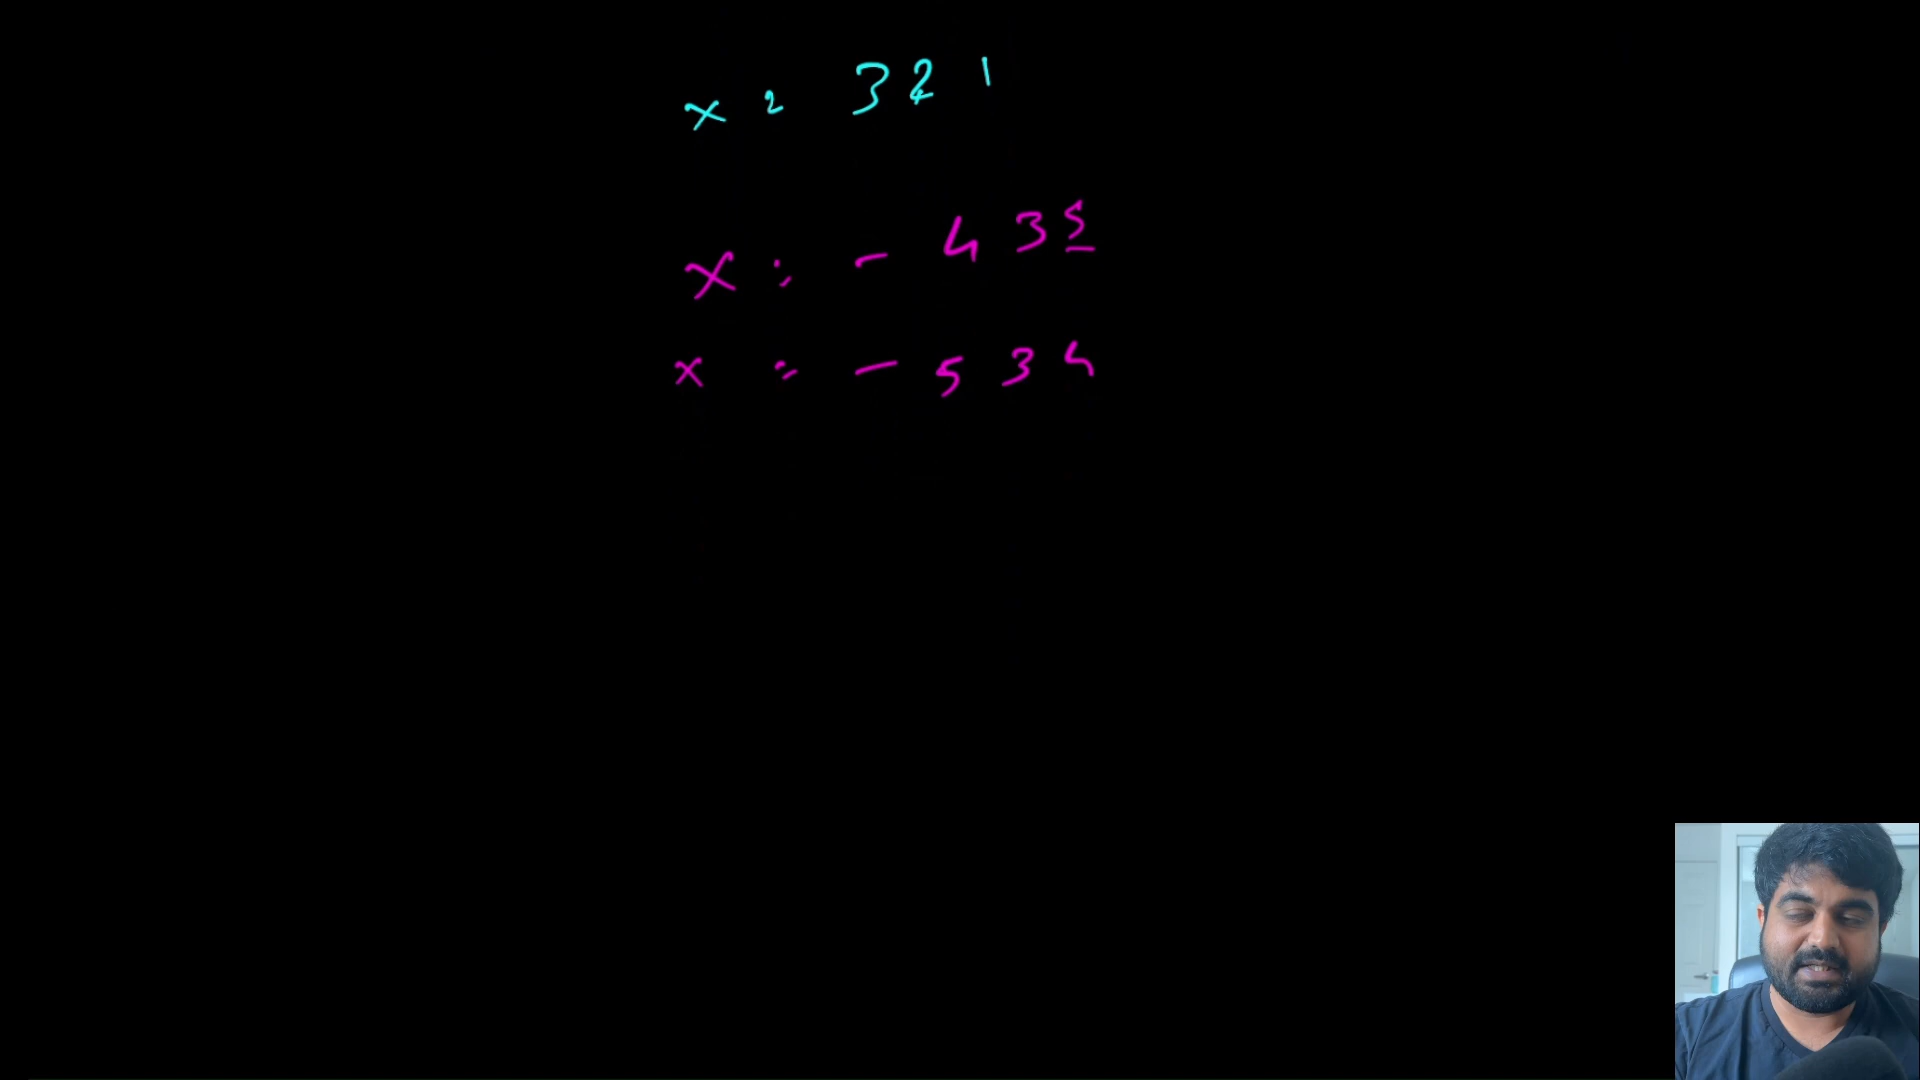 x = 321
x = - 435
x = - 534